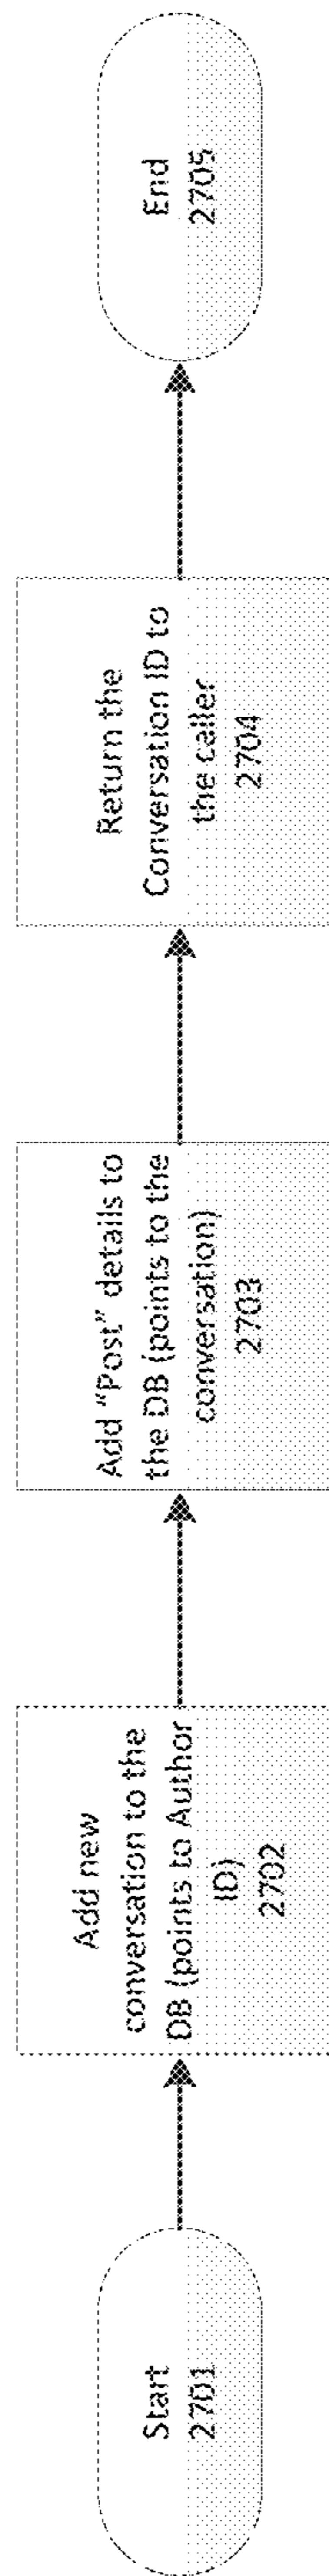 Start
2701
Add new
conversation to the
DB (points to Author
ID)
2702
Add "Post" details to
the DB (points to the
conversation)
2703
Return the
Conversation ID to
the caller
2704
End
2705